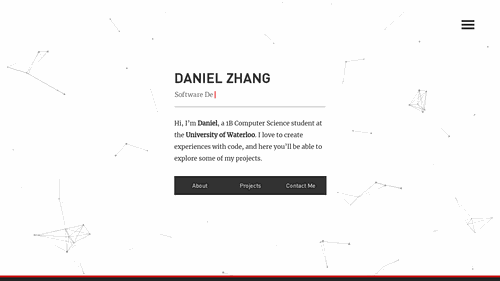 DANIEL ZHANG
Software De
Hi, I'm Daniel, a 1B Computer Science student at
the University of Waterloo. I love to create
experiences with code, and here you'll be able to
explore some of my projects.
About Projects Contact Me